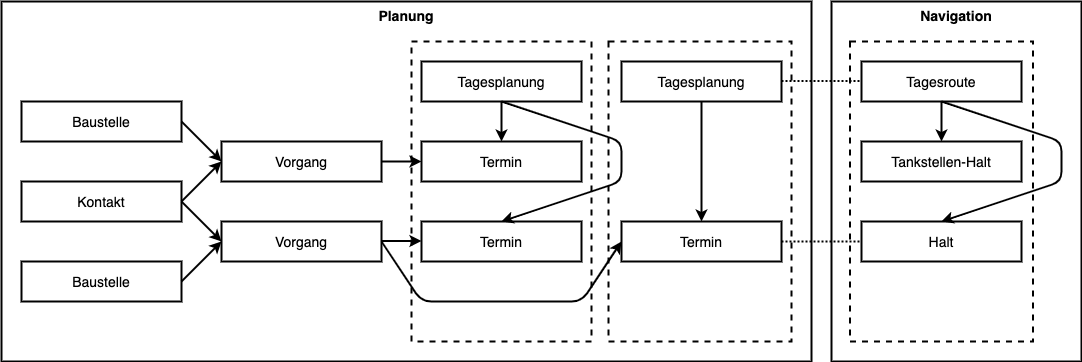 Planung
Navigation
Tagesplanung
Tagesplanung
Tagesroute
Baustelle
Vorgang
Termin
Tankstellen-Halt
Kontakt
Vorgang
Termin
Termin
Halt
Baustelle